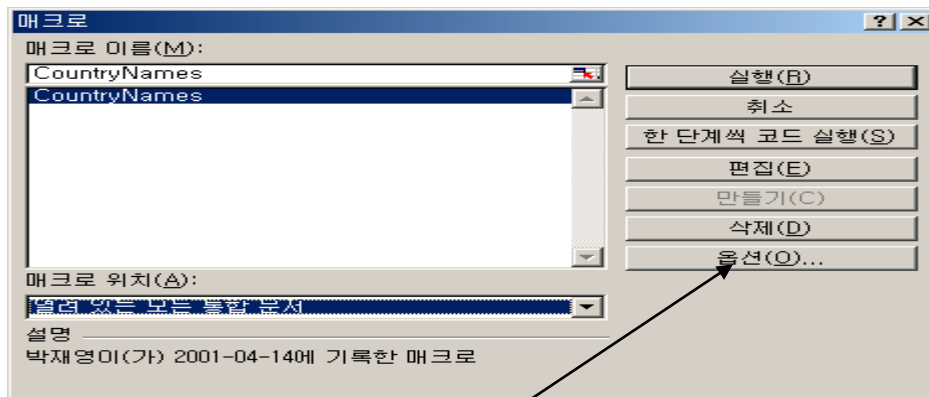 매크로
매크로 이름(M):
CountryNames
CountryNames
매크로 위치(A):
열려 있는 모든 통합 문서
설명
박재영이(가) 2001-04-14에 기록한 매크로
실행(R)
취소
한 단계씩 코드 실행(S)
편집(E)
만들기(C)
삭제(D)
옵션(O)...